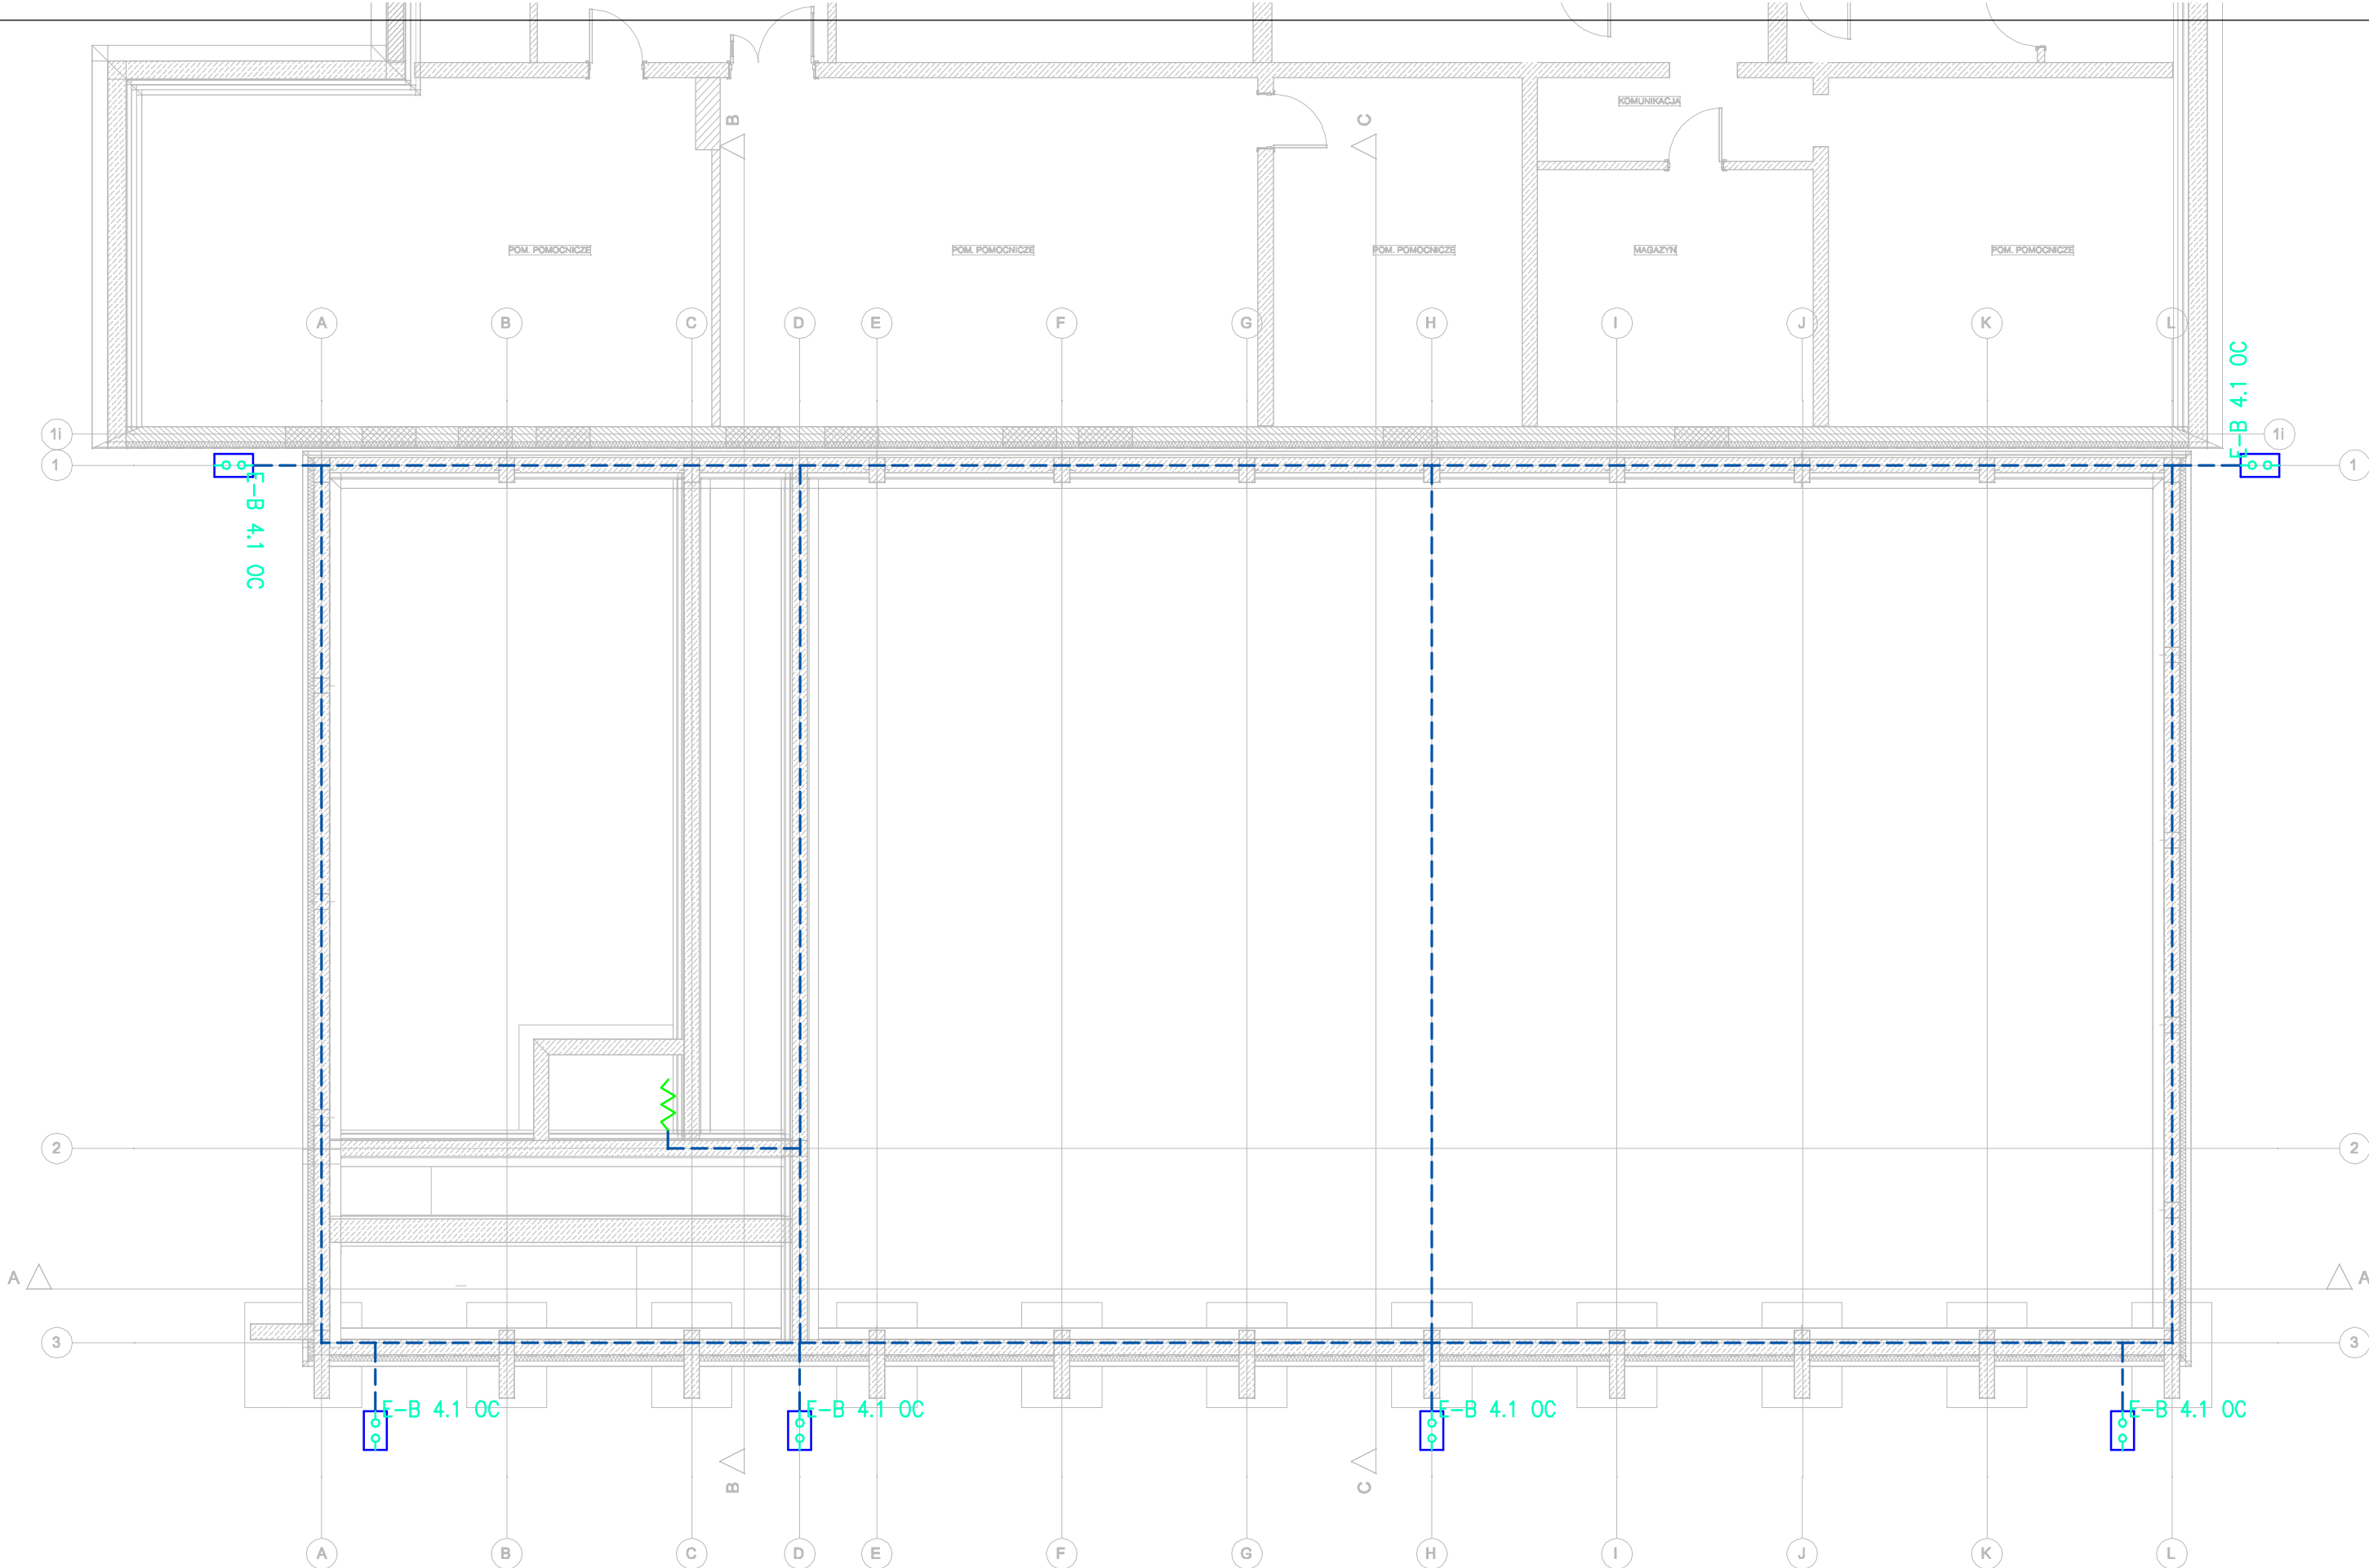 KOMUNIKACJA
B
C
POM. POMOCNICZE
POM. POMOCNICZE
POM. POMOCNICZE
MAGAZYN
POM. POMOCNICZE
A
B
C
D
E
F
G
H
I
J
K
L
E-B 4.1 OC
1i
1i
1
1
E-B 4.1 OC
2
2
A
A
3
3
E-B 4.1 OC
E-B 4.1 OC
E-B 4.1 OC
E-B 4.1 OC
B
C
A
B
C
D
E
F
G
H
I
J
K
L